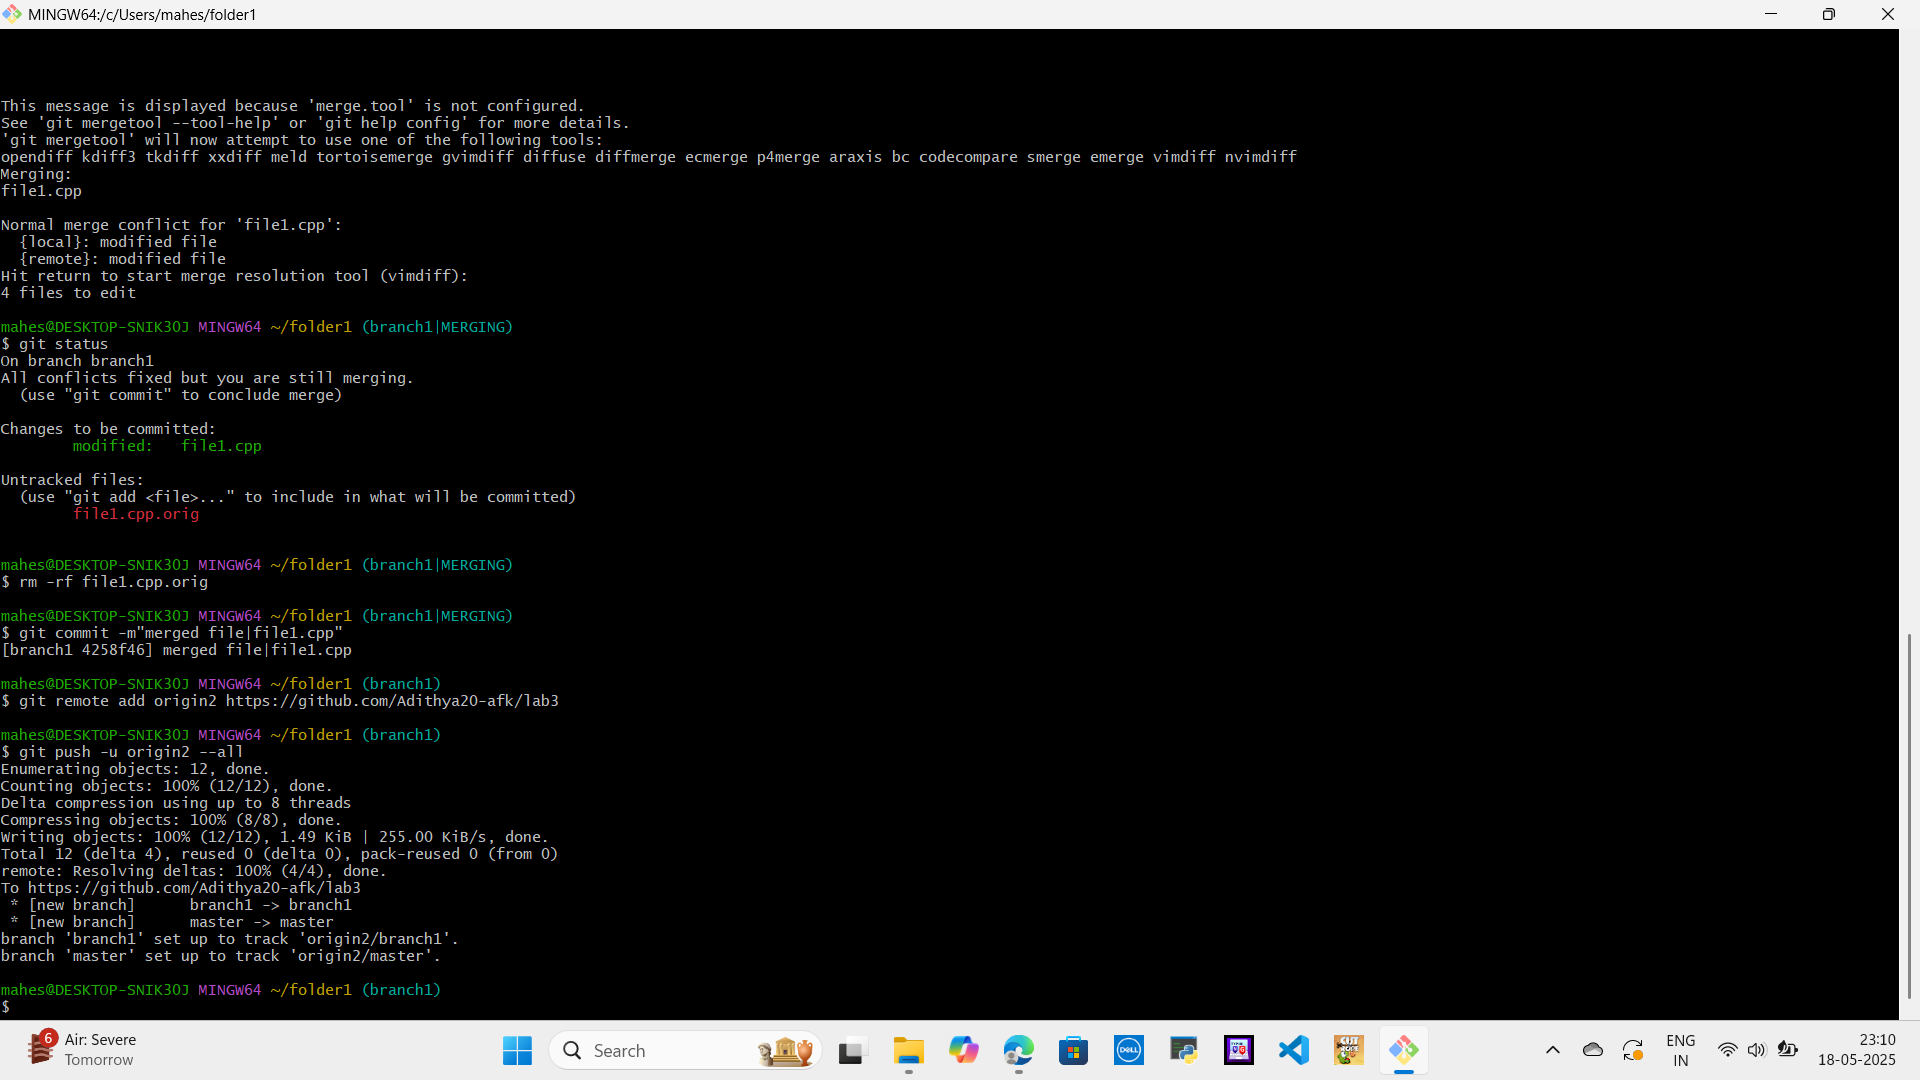 MINGW64:/c/Users/mahes/folder1
This message is displayed because 'merge.tool' is not configured.
See 'git mergetool --tool-help' or 'git help config' for more details.
'git mergetool' will now attempt to use one of the following tools:
opendiff kdiff3 tkdiff xxdiff meld tortoisemerge gvimdiff diffuse diffmerge ecmerge p4merge araxis bc codecompare smerge emerge vimdiff nvimdiff
Merging:
file1.cpp
Normal merge conflict for 'file1.cpp':
  {local}: modified file
  {remote}: modified file
Hit return to start merge resolution tool (vimdiff):
4 files to edit
mahes@DESKTOP-SNIK3OJ MINGW64 ~/folder1 (branch1|MERGING)
$ git status
On branch branch1
All conflicts fixed but you are still merging.
  (use "git commit" to conclude merge)
Changes to be committed:
        modified:   file1.cpp
Untracked files:
  (use "git add <file>..." to include in what will be committed)
        file1.cpp.orig
mahes@DESKTOP-SNIK3OJ MINGW64 ~/folder1 (branch1|MERGING)
$ rm -rf file1.cpp.orig
mahes@DESKTOP-SNIK3OJ MINGW64 ~/folder1 (branch1|MERGING)
$ git commit -m"merged file|file1.cpp"
[branch1 4258f46] merged file|file1.cpp
mahes@DESKTOP-SNIK3OJ MINGW64 ~/folder1 (branch1)
$ git remote add origin2 https://github.com/Adithya20-afk/lab3
mahes@DESKTOP-SNIK3OJ MINGW64 ~/folder1 (branch1)
$ git push -u origin2 --all
Enumerating objects: 12, done.
Counting objects: 100% (12/12), done.
Delta compression using up to 8 threads
Compressing objects: 100% (8/8), done.
Writing objects: 100% (12/12), 1.49 KiB | 255.00 KiB/s, done.
Total 12 (delta 4), reused 0 (delta 0), pack-reused 0 (from 0)
remote: Resolving deltas: 100% (4/4), done.
To https://github.com/Adithya20-afk/lab3
 * [new branch]      branch1 -> branch1
 * [new branch]      master -> master
branch 'branch1' set up to track 'origin2/branch1'.
branch 'master' set up to track 'origin2/master'.
mahes@DESKTOP-SNIK3OJ MINGW64 ~/folder1 (branch1)
$
6
Air: Severe
Tomorrow
Search
DELL
ENG
IN
23:10
18-05-2025